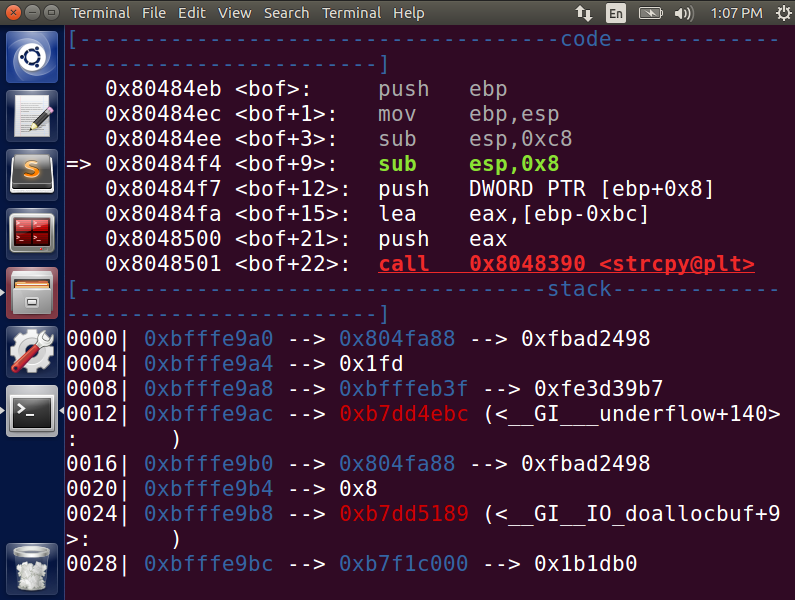 Terminal File Edit View Search Terminal Help En 1:07 PM
[-------------------------------------code-------------
------------------------]
0x80484eb <bof>: push ebp
0x80484ec <bof+1>: mov ebp,esp
0x80484ee <bof+3>: sub esp,0xc8
=> 0x80484f4 <bof+9>: sub esp,0x8
0x80484f7 <bof+12>: push DWORD PTR [ebp+0x8]
0x80484fa <bof+15>: lea eax,[ebp-0xbc]
0x8048500 <bof+21>: push eax
0x8048501 <bof+22>: call 0x8048390 <strcpy@plt>
[------------------------------------stack-------------
------------------------]
0000| 0xbfffe9a0 --> 0x804fa88 --> 0xfbad2498
0004| 0xbfffe9a4 --> 0x1fd
0008| 0xbfffe9a8 --> 0xbfffeb3f --> 0xfe3d39b7
0012| 0xbfffe9ac --> 0xb7dd4ebc (<__GI___underflow+140>
: )
0016| 0xbfffe9b0 --> 0x804fa88 --> 0xfbad2498
0020| 0xbfffe9b4 --> 0x8
0024| 0xbfffe9b8 --> 0xb7dd5189 (<__GI__IO_doallocbuf+9
>: )
0028| 0xbfffe9bc --> 0xb7f1c000 --> 0x1b1db0